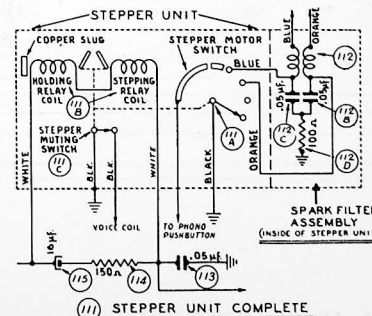 STEPPER UNIT
COPPER SLUG
STEPPER MOTOR
SWITCH
BLUE
ORANGE
BLUE
112
HOLDING
RELAY
COIL
111
B
STEPPING
RELAY
COIL
.05µf.
.05µf.
112
C
112
B
100Ω
112
D
STEPPER
MUTING
SWITCH
111
C
111
A
WHITE
BLK.
BLK.
WHITE
BLACK
ORANGE
VOICE COIL
TO PHONO
PUSHBUTTON
SPARK FILTER
ASSEMBLY
(INSIDE OF STEPPER UNIT
16µf.
150Ω
.05µf.
115
114
113
111 STEPPER UNIT COMPLETE